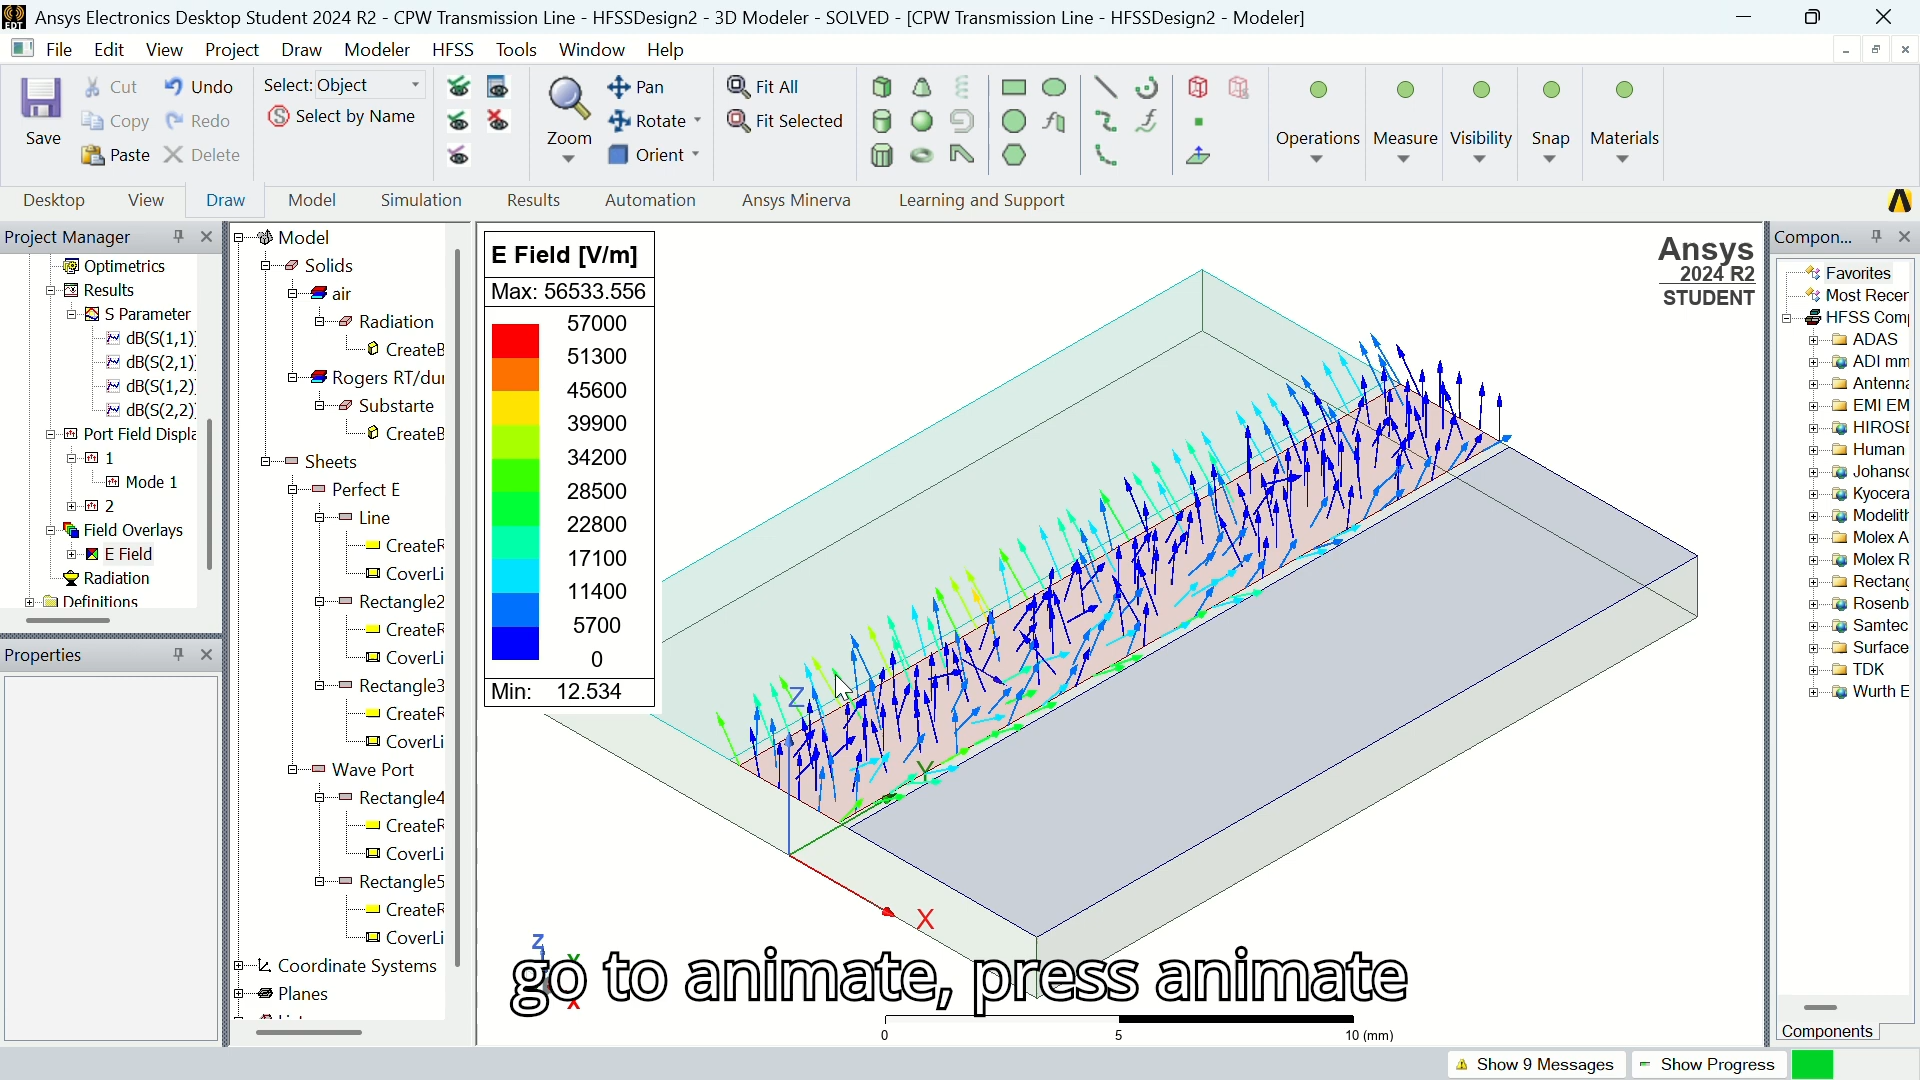 Ansys Electronics Desktop Student 2024 R2 - CPW Transmission Line - HFSSDesign2 - 3D Modeler - SOLVED - [CPW Transmission Line - HFSSDesign2 - Modeler]
File Edit View Project Draw Modeler HFSS Tools Window Help
Save
Cut
Copy
Paste
Undo
Redo
Delete
Select: Object
Select by Name
Zoom
Pan
Rotate
Orient
Fit All
Fit Selected
Operations
Measure
Visibility
Snap
Materials
Desktop View Draw Model Simulation Results Automation Ansys Minerva Learning and Support
Project Manager
Optimetrics
Results
S Parameter
dB(S(1,1))
dB(S(2,1))
dB(S(1,2))
dB(S(2,2))
Port Field Displa
1
Mode 1
2
Field Overlays
E Field
Radiation
Definitions
Properties
Model
Solids
air
Radiation
CreateB
Rogers RT/du
Substarte
CreateB
Sheets
Perfect E
Line
CreateR
CoverLi
Rectangle2
CreateR
CoverLi
Rectangle3
CreateR
CoverLi
Wave Port
Rectangle4
CreateR
CoverLi
Rectangle5
CreateR
CoverLi
Coordinate Systems
Planes
E Field [V/m]
Max: 56533.556
57000
51300
45600
39900
34200
28500
22800
17100
11400
5700
0
Min: 12.534
Ansys
2024 R2
STUDENT
Z
Y
X
Z
Y
X
go to animate, press animate
0 5 10 (mm)
Compon...
Favorites
Most Recer
HFSS Comp
ADAS
ADI mm
Antenna
EMI EM
HIROSE
Human
Johanso
Kyocera
Modelith
Molex A
Molex R
Rectang
Rosenb
Samtec
Surface
TDK
Wurth E
Components
Show 9 Messages
Show Progress